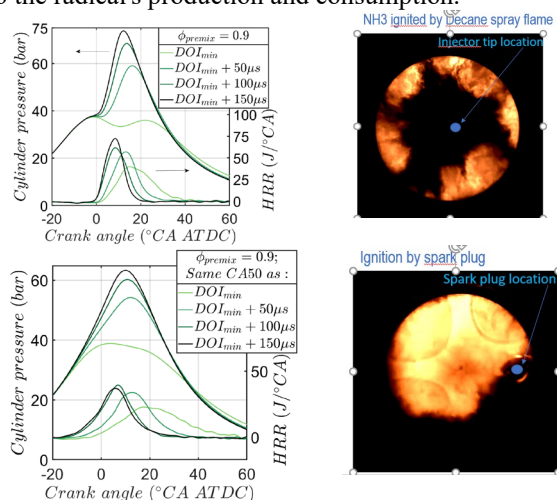 o the radical's production and consumption.
75
60
40
20
0
-20 0 20 40 60
100
75
50
25
0
Cylinder pressure (bar)
HRR (J/°CA)
Crank angle (°CA ATDC)
ϕpremix = 0.9
DOImin
DOImin + 50μs
DOImin + 100μs
DOImin + 150μs
NH3 ignited by Decane spray flame
Injector tip location
60
40
20
0
-20 0 20 40 60
50
0
Cylinder pressure (bar)
HRR (J/°CA)
Crank angle (°CA ATDC)
ϕpremix = 0.9;
Same CA50 as :
DOImin
DOImin + 50μs
DOImin + 100μs
DOImin + 150μs
Ignition by spark plug
Spark plug location